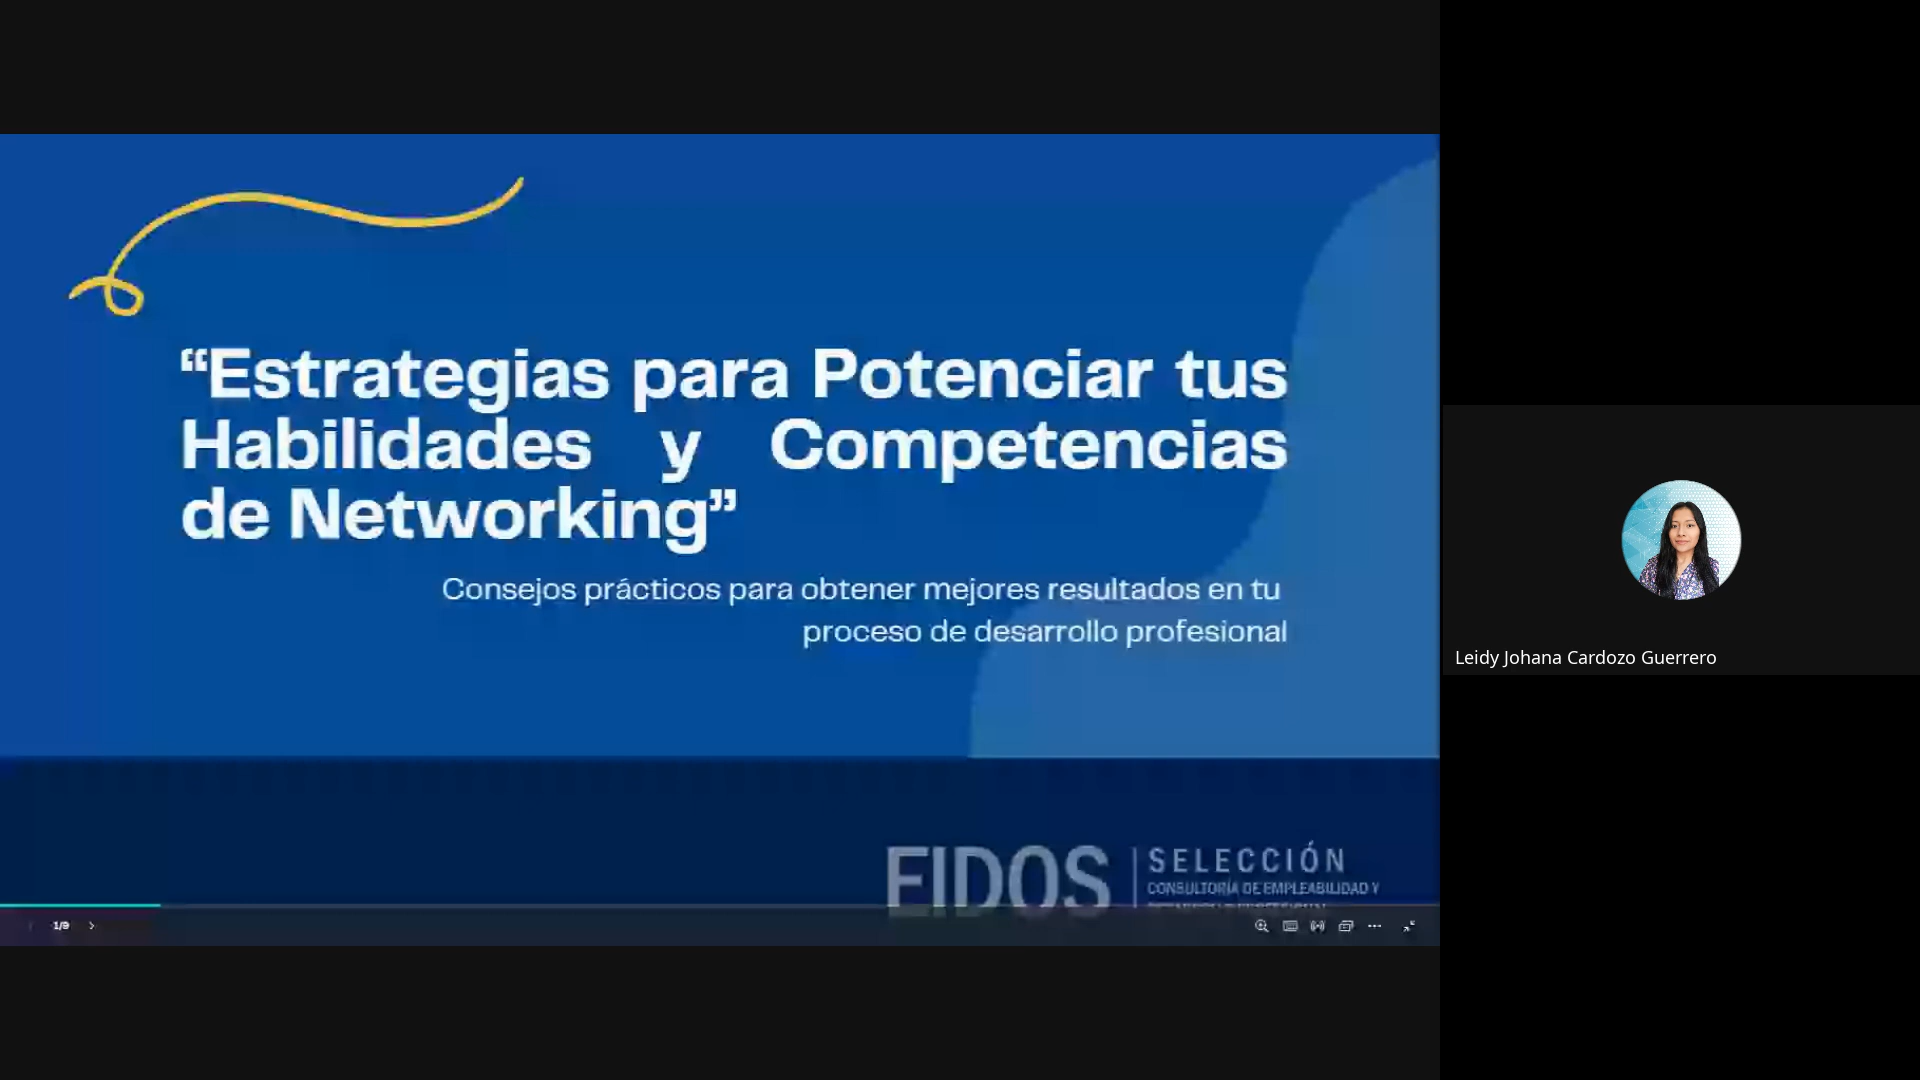 “Estrategias para Potenciar tus
Habilidades y Competencias
de Networking”
Consejos prácticos para obtener mejores resultados en tu
proceso de desarrollo profesional
EIDOS
SELECCIÓN
CONSULTORÍA DE EMPLEABILIDAD Y
1/9
Leidy Johana Cardozo Guerrero